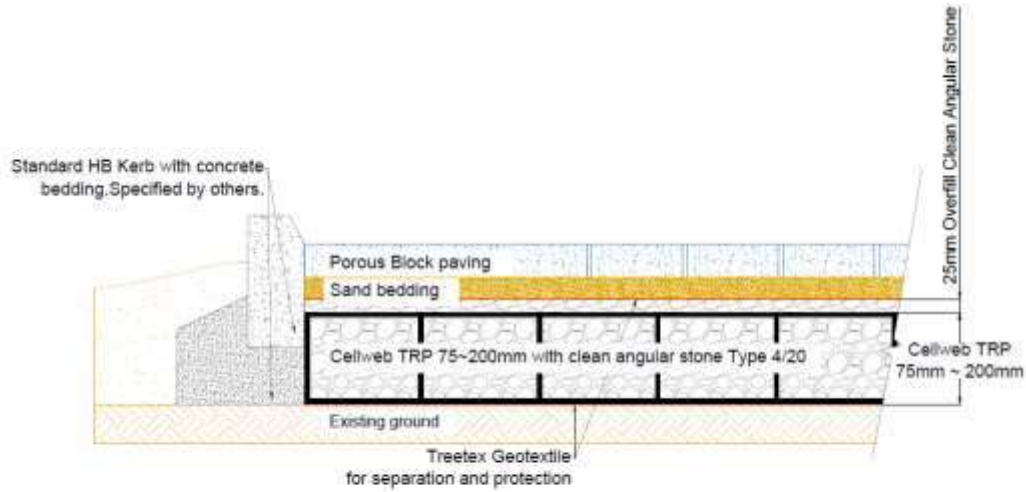 25mm Overfill Clean Angular Stone
Standard HB Kerb with concrete
bedding.Specified by others.
Porous Block paving
Sand bedding
Cellweb TRP 75~200mm with clean angular stone Type 4/20
Cellweb TRP
75mm ~ 200mm
Existing ground
Treetex Geotextile
for separation and protection